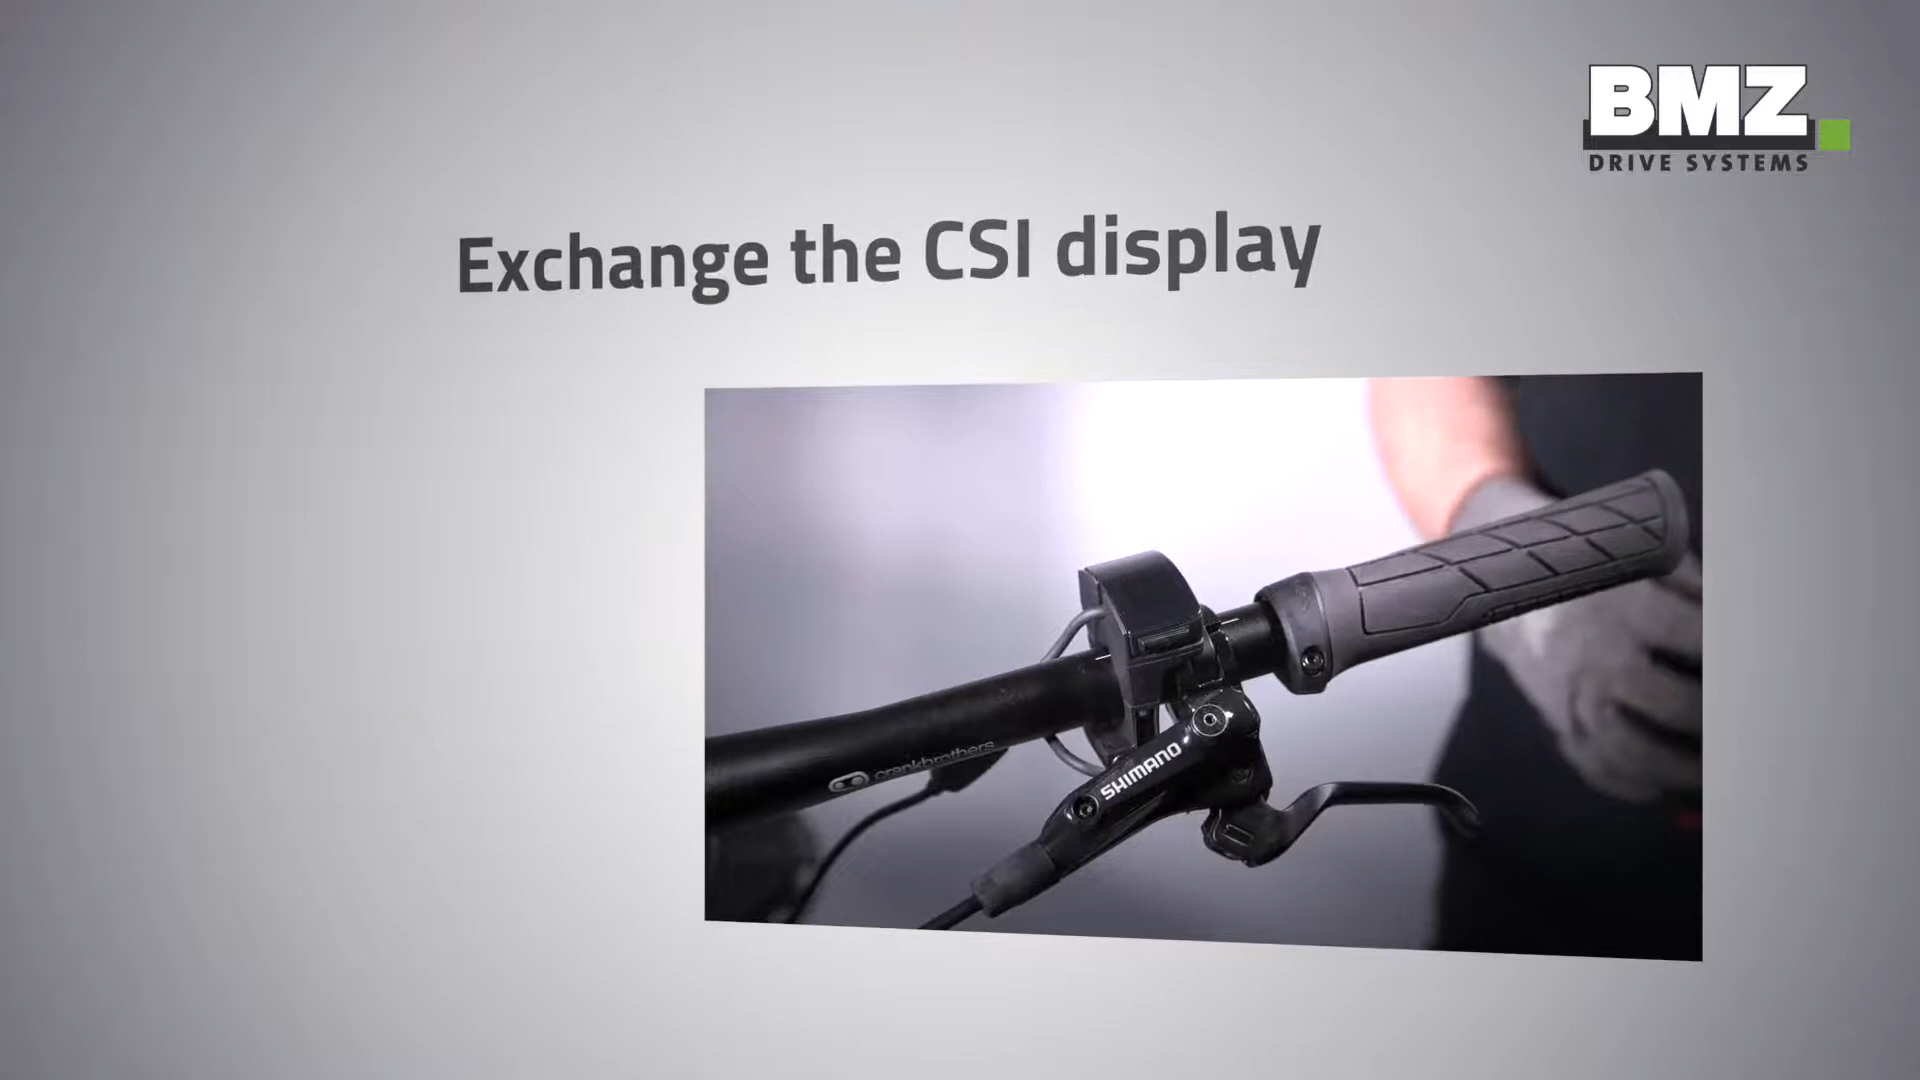 BMZ
DRIVE SYSTEMS
Exchange the CSI display
crankbrothers
SHIMANO